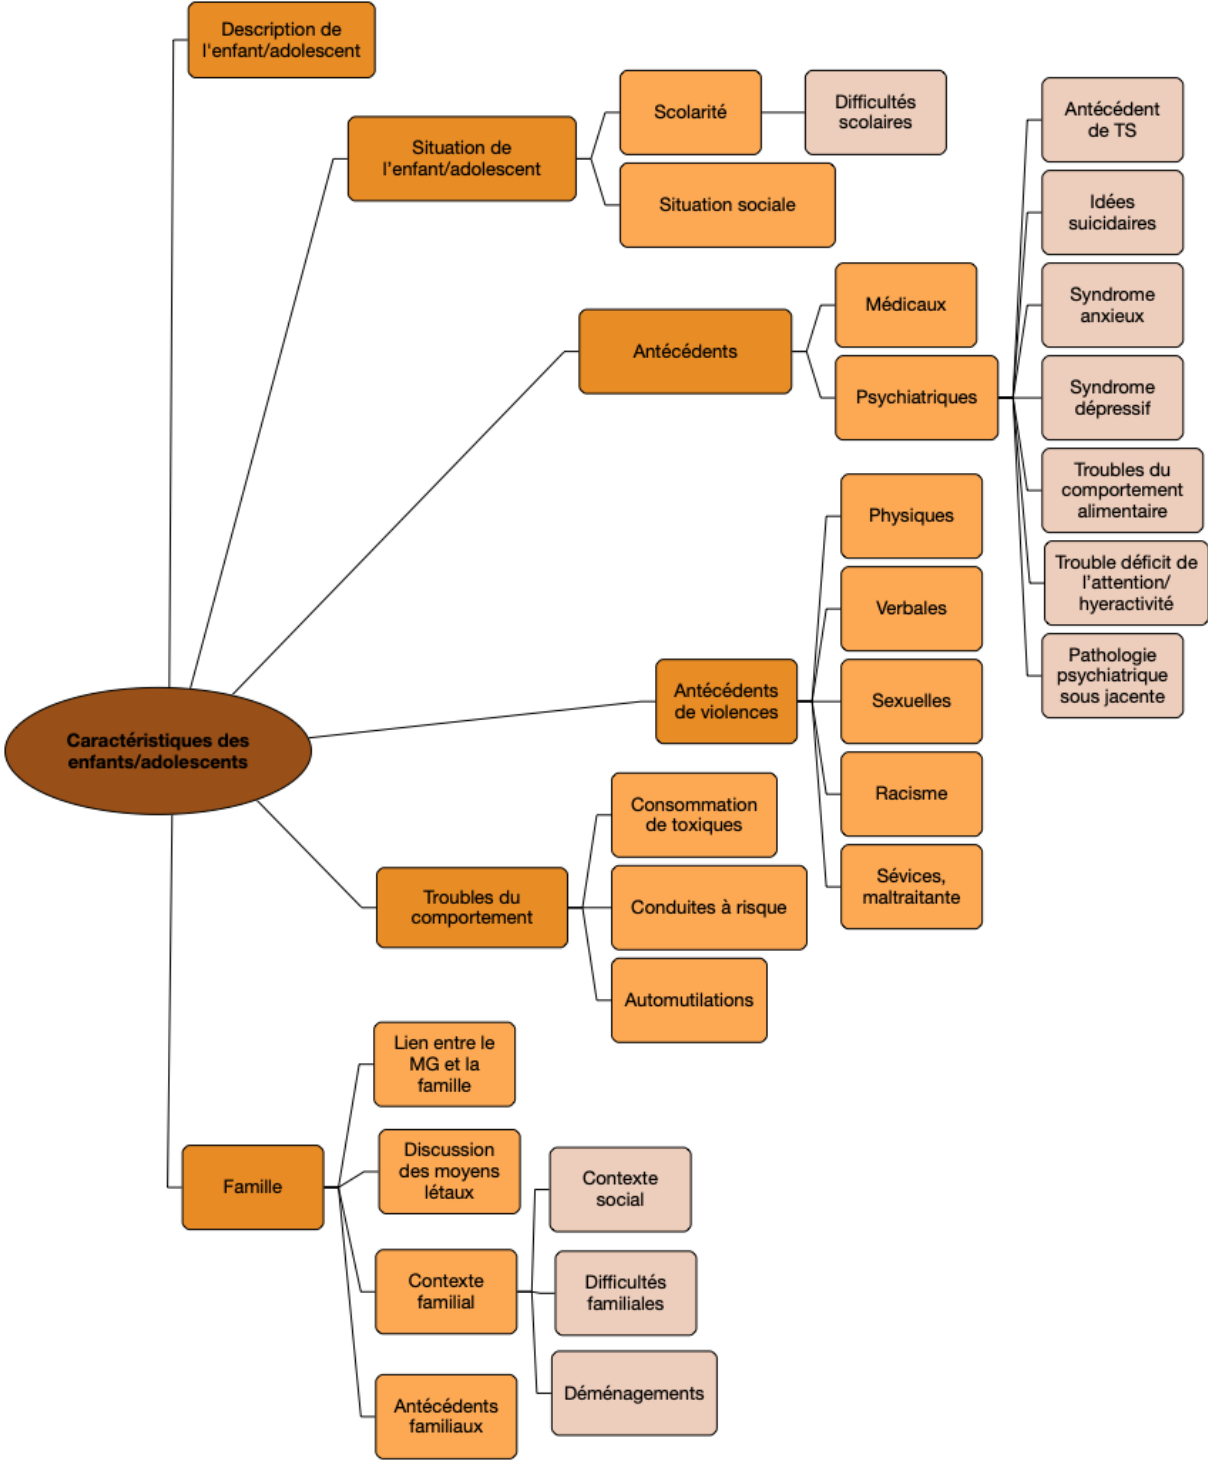 Description de
l'enfant/adolescent
Situation de
l'enfant/adolescent
Scolarité
Difficultés
scolaires
Situation sociale
Antécédents
Médicaux
Psychiatriques
Antécédent
de TS
Idées
suicidaires
Syndrome
anxieux
Syndrome
dépressif
Troubles du
comportement
alimentaire
Trouble déficit de
l'attention/
hyeractivité
Pathologie
psychiatrique
sous jacente
Caractéristiques des
enfants/adolescents
Antécédents
de violences
Physiques
Verbales
Sexuelles
Racisme
Sévices,
maltraitante
Troubles du
comportement
Consommation
de toxiques
Conduites à risque
Automutilations
Famille
Lien entre le
MG et la
famille
Discussion
des moyens
létaux
Contexte
familial
Contexte
social
Difficultés
familiales
Déménagements
Antécédents
familiaux